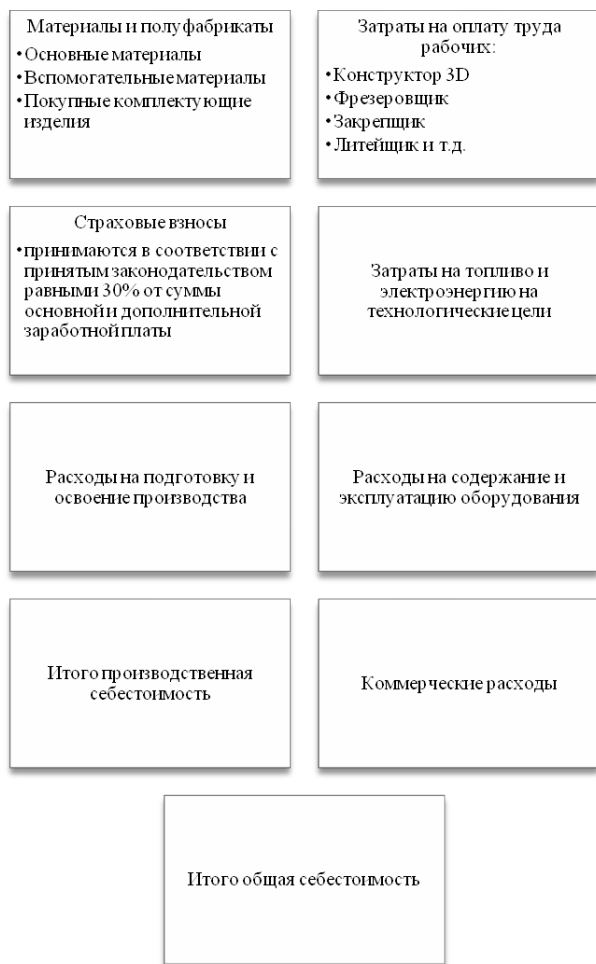 Материалы и полуфабрикаты
•Основные материалы
•Вспомогательные материалы
•Покупные комплектующие
изделия
Затраты на оплату труда
рабочих:
•Конструктор 3D
•Фрезеровщик
•Закрепщик
•Литейщик и т.д.
Страховые взносы
•принимаются в соответствии с
принятым законодательством
равными 30% от суммы
основной и дополнительной
заработной платы
Затраты на топливо и
электроэнергию на
технологические цели
Расходы на подготовку и
освоение производства
Расходы на содержание и
эксплуатацию оборудования
Итого производственная
себестоимость
Коммерческие расходы
Итого общая себестоимость